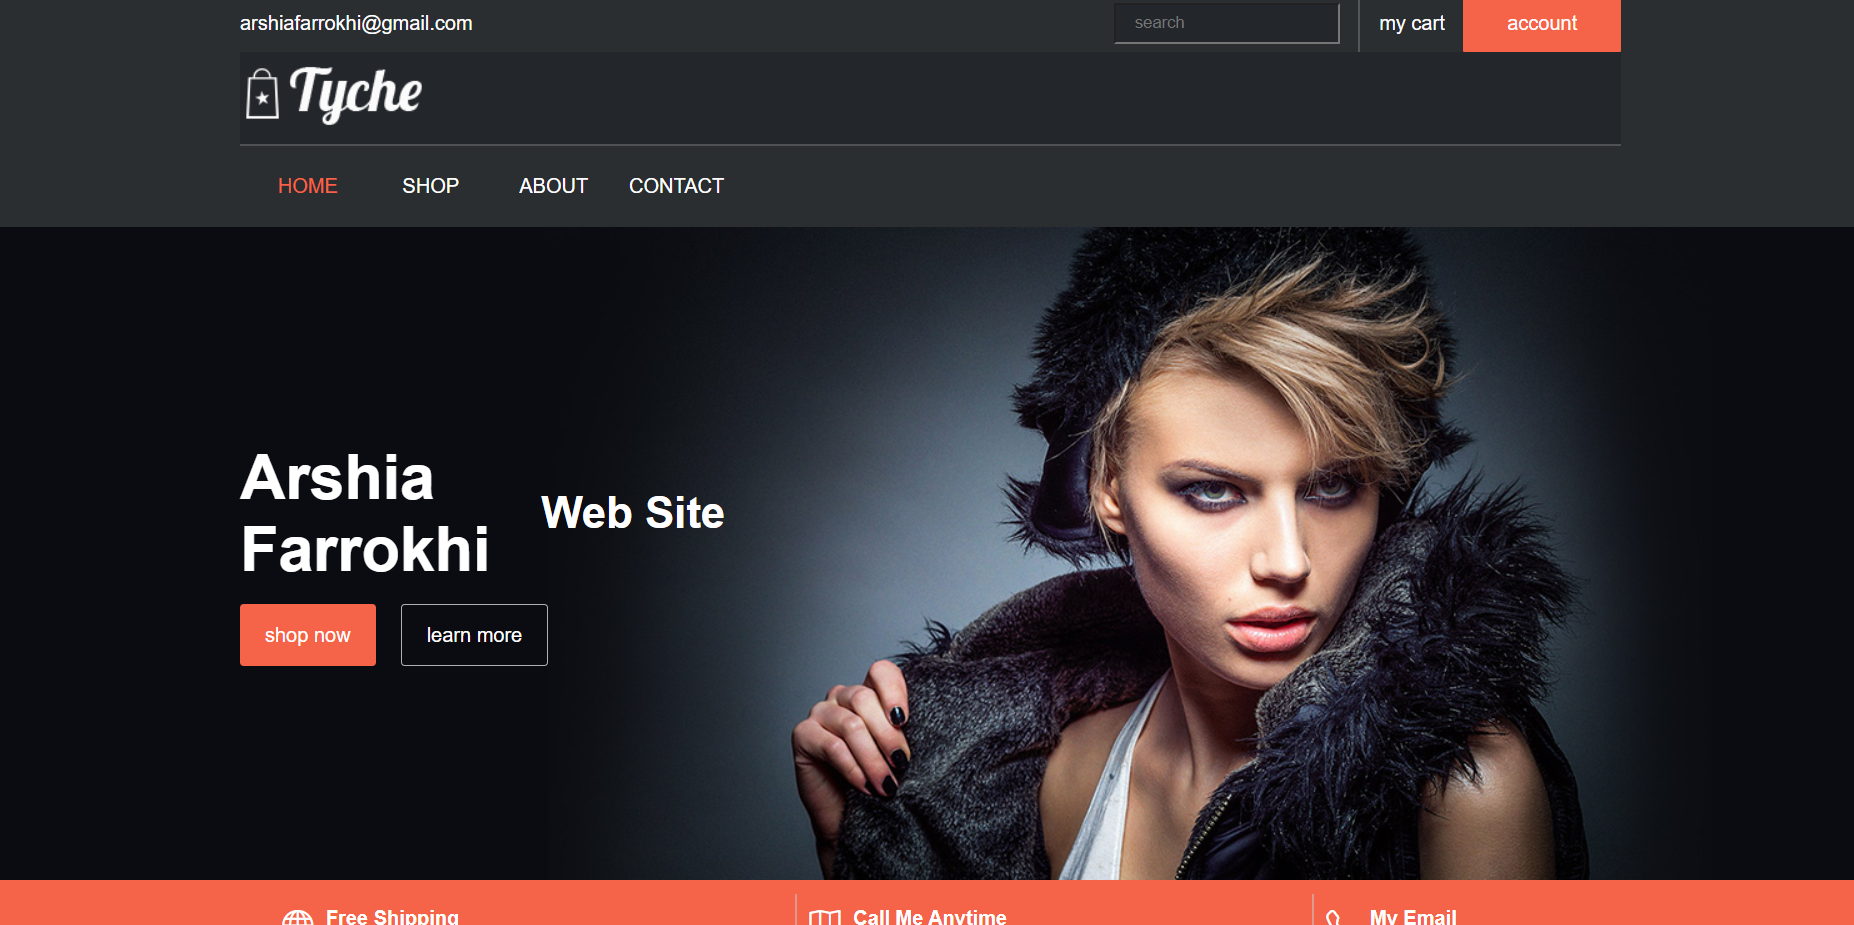 arshiafarrokhi@gmail.com
search
my cart
account
Tyche
HOME
SHOP
ABOUT
CONTACT
Arshia
Farrokhi
Web Site
shop now
learn more
Free Shipping
Call Me Anytime
My Email